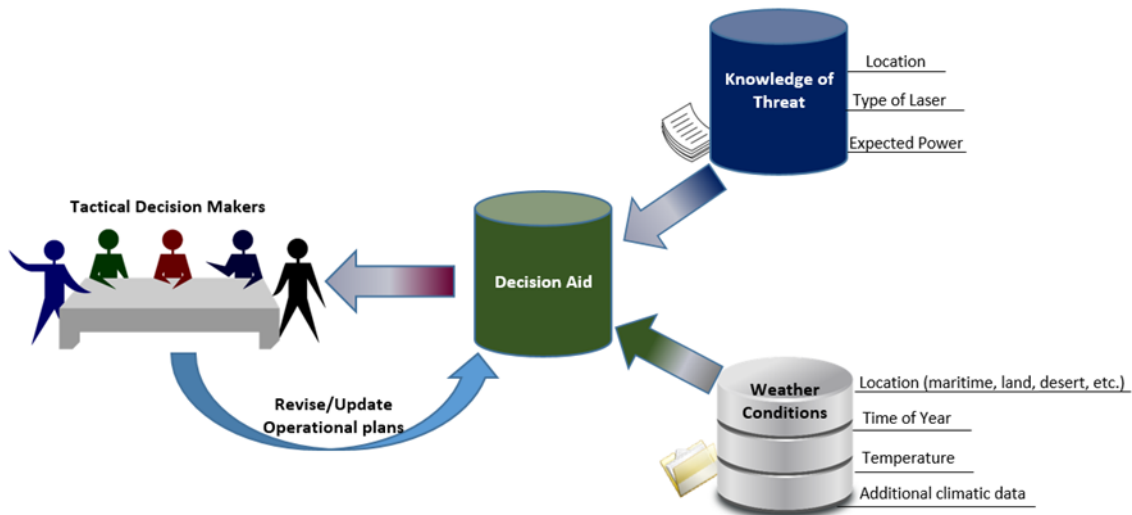 Knowledge of
Threat
Location
Type of Laser
Expected Power
Tactical Decision Makers
Decision Aid
Revise/Update
Operational plans
Weather
Conditions
Location (maritime, land, desert, etc.)
Time of Year
Temperature
Additional climatic data